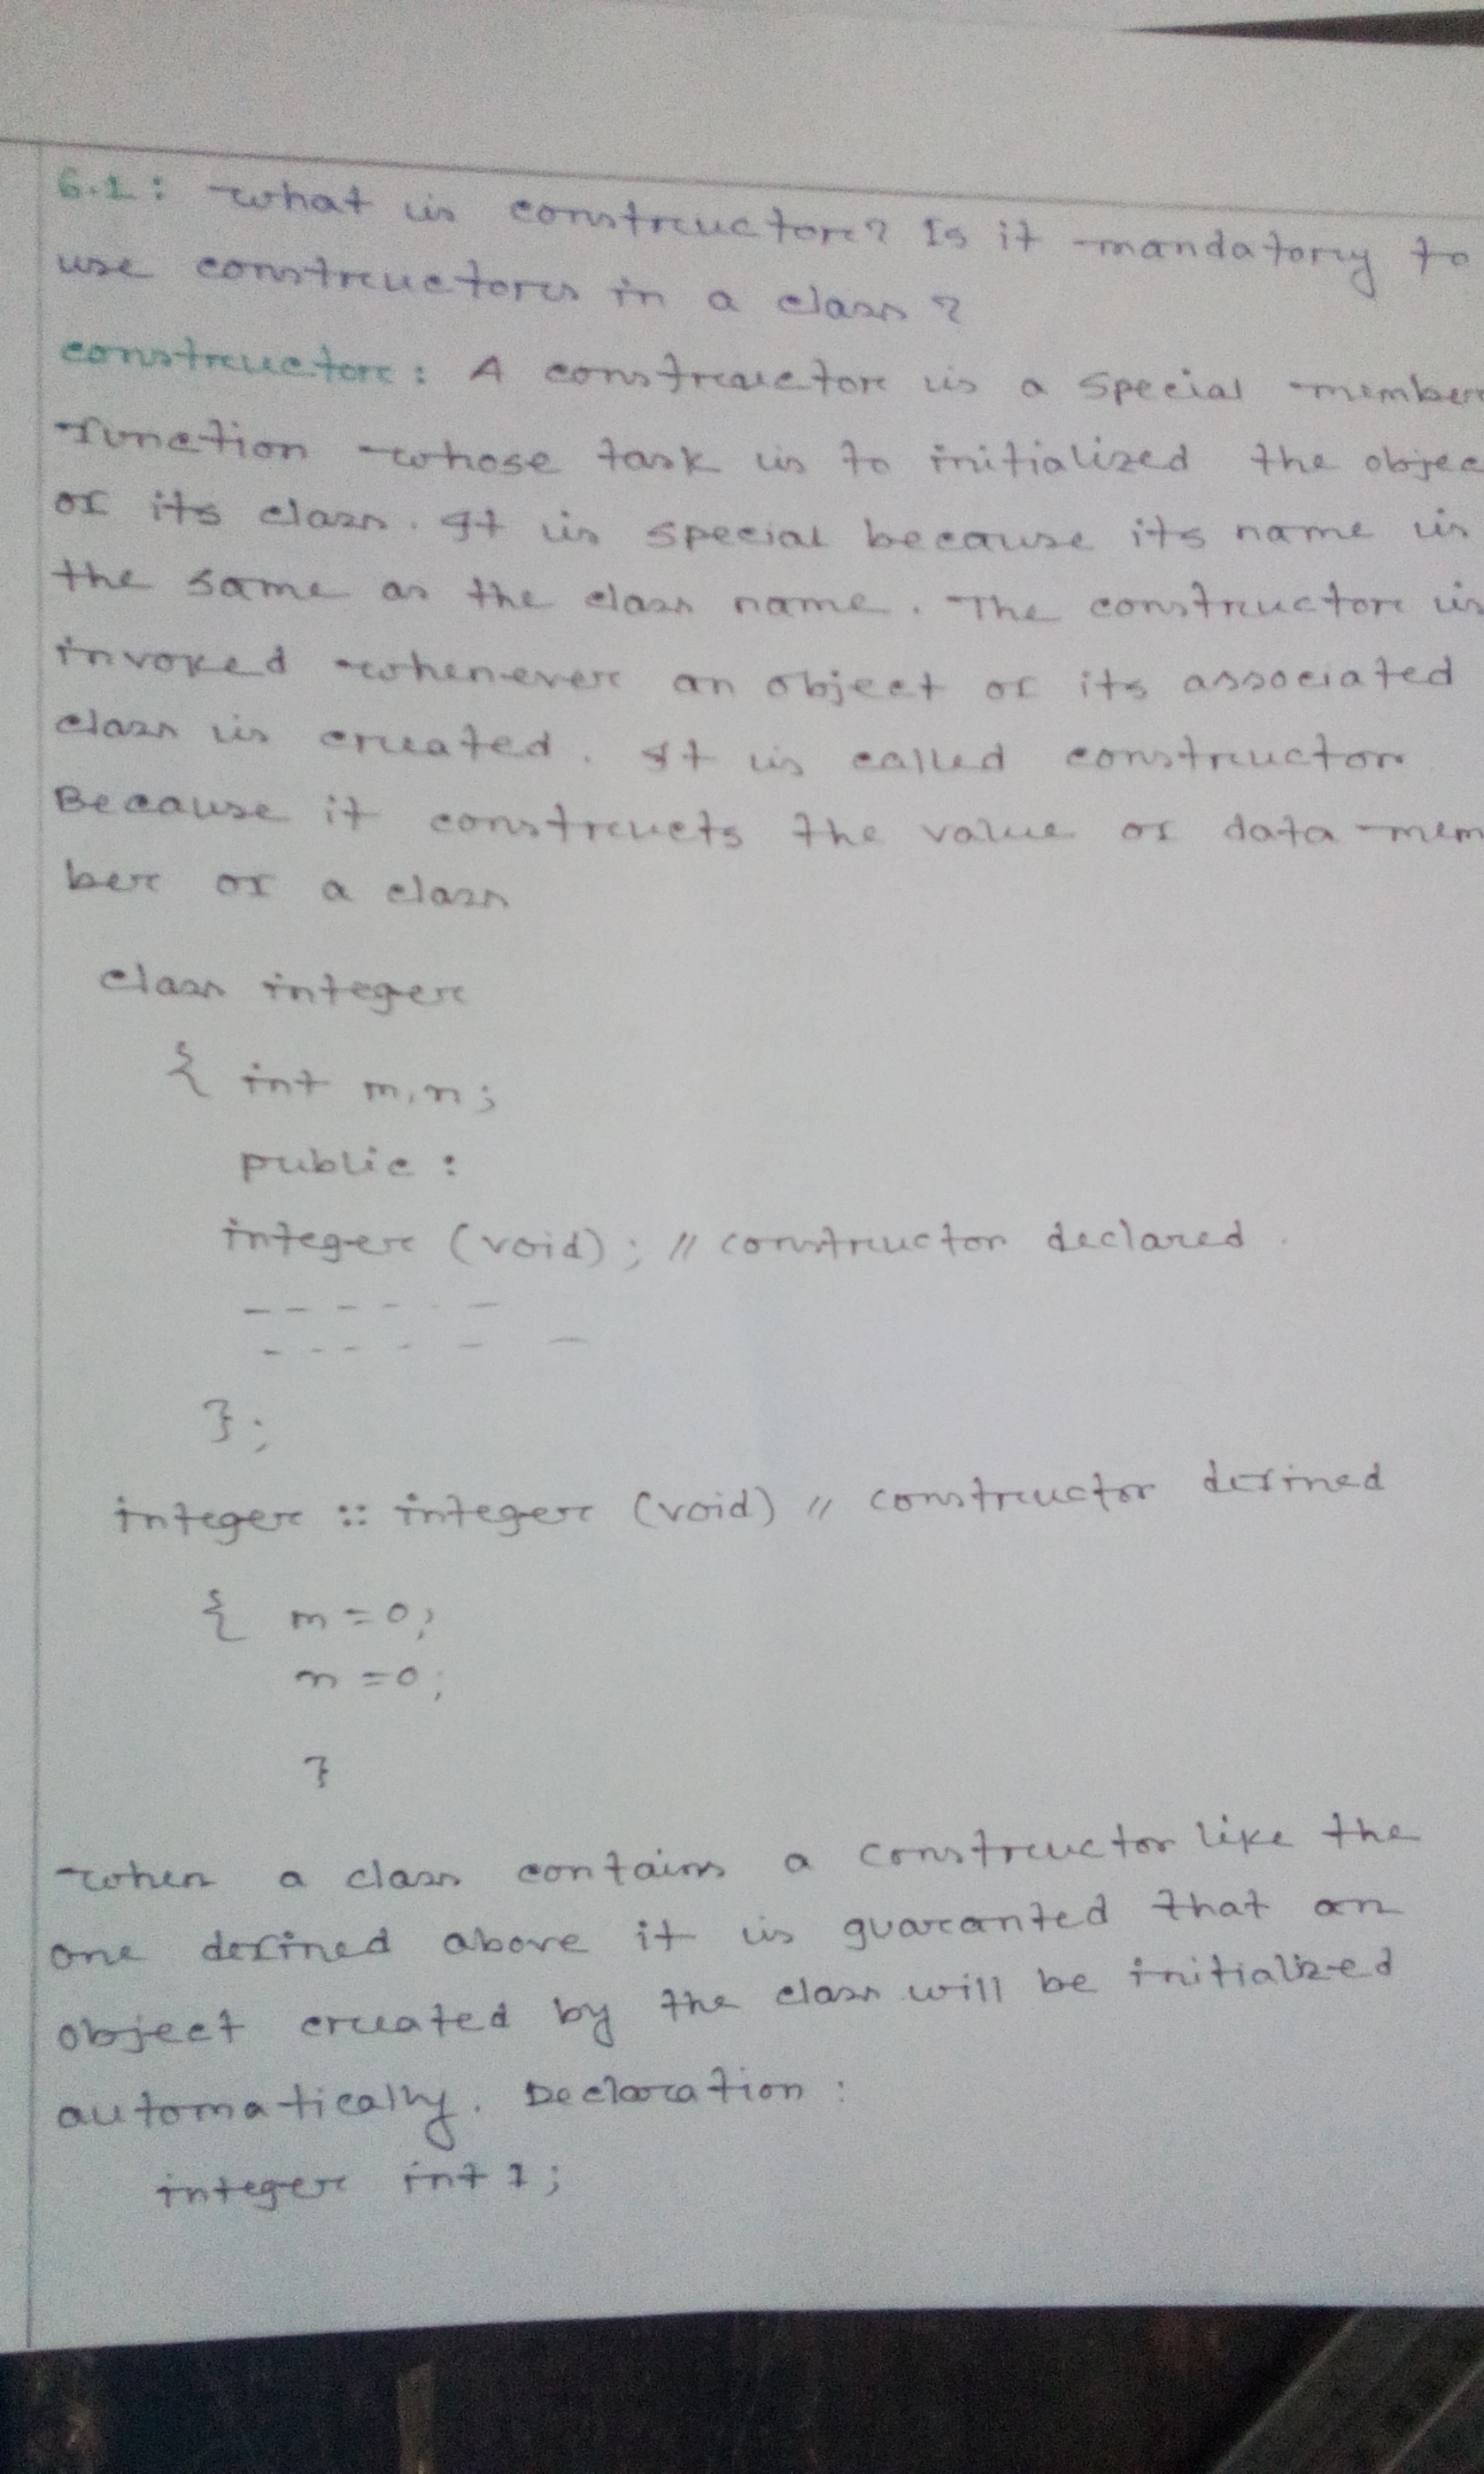 6.1: What is constructor? Is it mandatory to
use constructors in a class?
constructor: A constructor is a special member
function whose task is to initialized the objec
of its class. It is special because its name is
the same as the class name. The constructor is
invoked whenever an object of its associated
class is created. It is called constructor
Because it constructs the value of data mem
ber of a class
class integer
{ int m,n;
public:
integer (void); // constructor declared.
- - - - - -
- - - - - -
};
integer :: integer (void) // constructor defined
{ m=0;
n=0;
}
When a class contains a constructor like the
one defined above it is guaranted that an
object created by the class will be initialized
automatically. Declaration:
integer int 1;